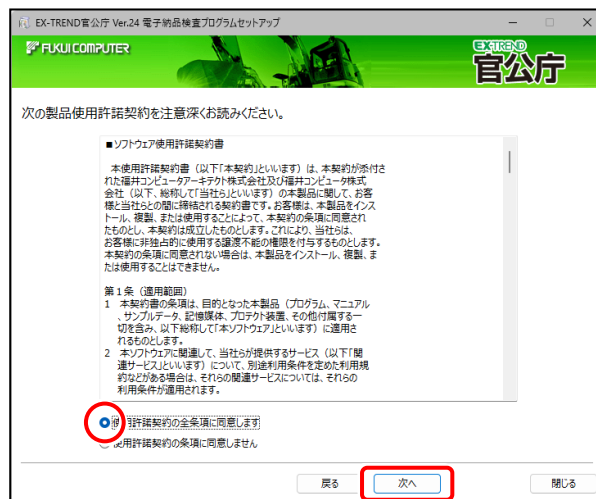 EX-TREND官公庁 Ver.24 電子納品検査プログラムセットアップ
FUKUI COMPUTER
EXTREND
官公庁
次の製品使用許諾契約を注意深くお読みください。
■ソフトウェア使用許諾契約書
本使用許諾契約書（以下「本契約」といいます）は、本契約が添付さ
れた福井コンピュータアーキテクト株式会社及び福井コンピュータ株式
会社（以下、総称して「当社ら」といいます）の本製品に関して、お客
様と当社らとの間に締結される契約書です。お客様は、本製品をインス
トール、複製、または使用することによって、本契約の条項に同意され
たものとし、本契約は成立したものとします。これにより、当社らは、
お客様に非独占的に使用する譲渡不能の権限を付与するものとします。
本契約の条項に同意されない場合は、本製品をインストール、複製、ま
たは使用することはできません。
第１条（適用範囲）
１　本契約書の条項は、目的となった本製品（プログラム、マニュアル
、サンプルデータ、記憶媒体、プロテクト装置、その他付属する一
切を含み、以下総称して「本ソフトウェア」といいます）に適用さ
れるものとします。
２　本ソフトウェアに関連して、当社らが提供するサービス（以下「関
連サービス」といいます）について、別途利用条件を定めた利用規
約などがある場合は、それらの関連サービスについては、それらの
利用条件が適用されます。
使用許諾契約の全条項に同意します
使用許諾契約の条項に同意しません
戻る
次へ
閉じる